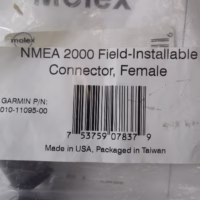 molex
molex
NMEA 2000 Field-Installable
Connector, Female
GARMIN P/N:
010-11095-00
7 53759 07837 9
Made in USA, Packaged in Taiwan